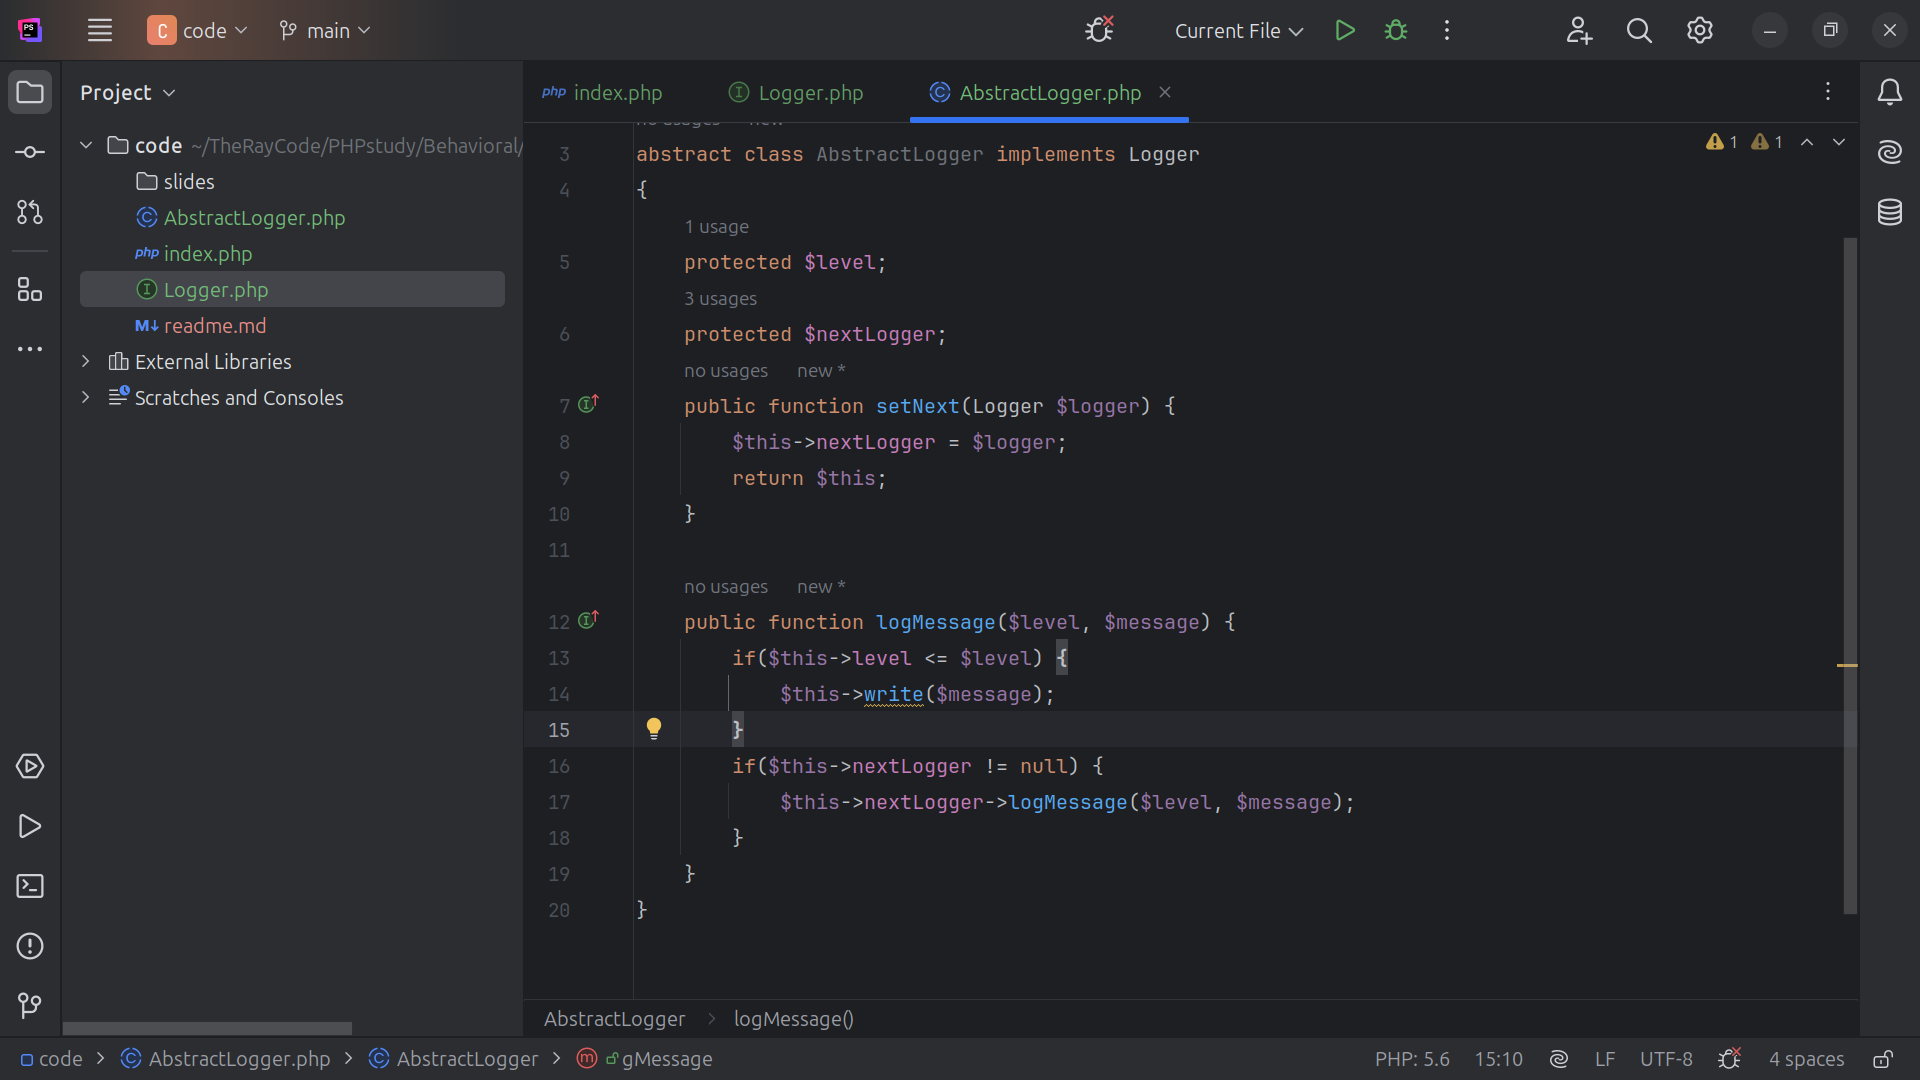 PS
C code
main
Current File
Project
code ~/TheRayCode/PHPstudy/Behavioral/
slides
AbstractLogger.php
php index.php
Logger.php
M↓ readme.md
External Libraries
Scratches and Consoles
php index.php
Logger.php
AbstractLogger.php
1
1
no usages new
3 abstract class AbstractLogger implements Logger
4 {
1 usage
5 protected $level;
3 usages
6 protected $nextLogger;
no usages new *
7 public function setNext(Logger $logger) {
8 $this->nextLogger = $logger;
9 return $this;
10 }
11
no usages new *
12 public function logMessage($level, $message) {
13 if($this->level <= $level) {
14 $this->write($message);
15 }
16 if($this->nextLogger != null) {
17 $this->nextLogger->logMessage($level, $message);
18 }
19 }
20 }
AbstractLogger > logMessage()
code > AbstractLogger.php > AbstractLogger > m gMessage
PHP: 5.6 15:10 LF UTF-8 4 spaces